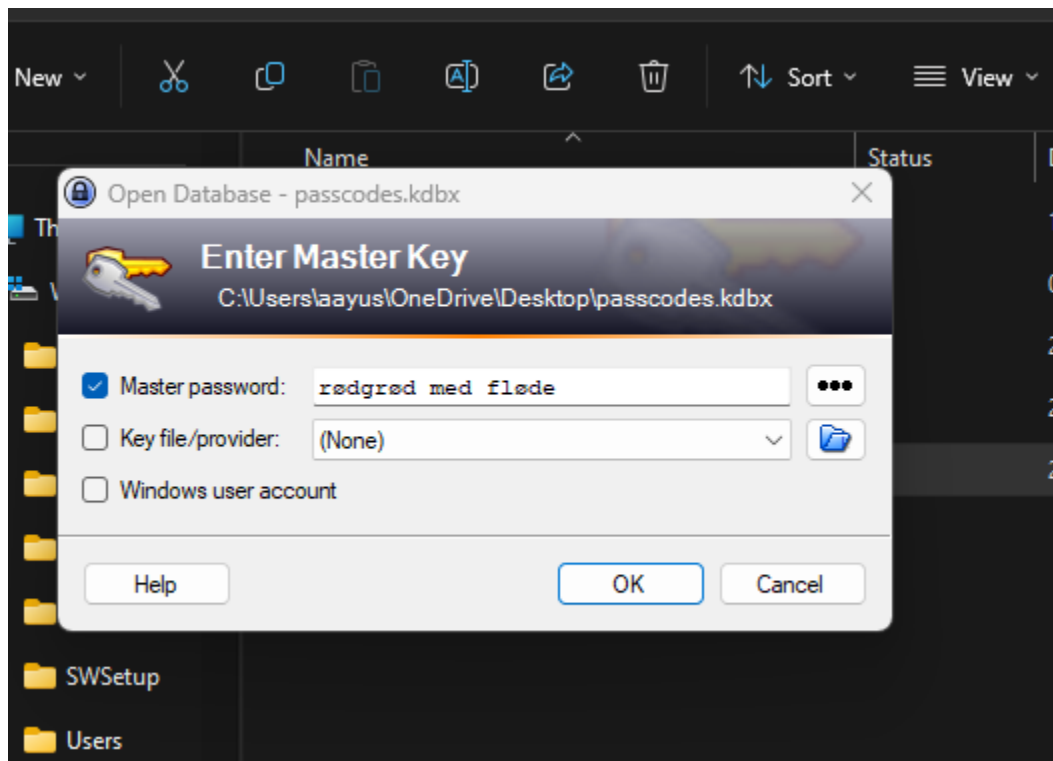 New
Sort
View
Name
Status
Open Database - passcodes.kdbx
Th
Enter Master Key
C:\Users\aayus\OneDrive\Desktop\passcodes.kdbx
Master password: rødgrød med fløde
Key file/provider: (None)
Windows user account
Help OK Cancel
SWSetup
Users